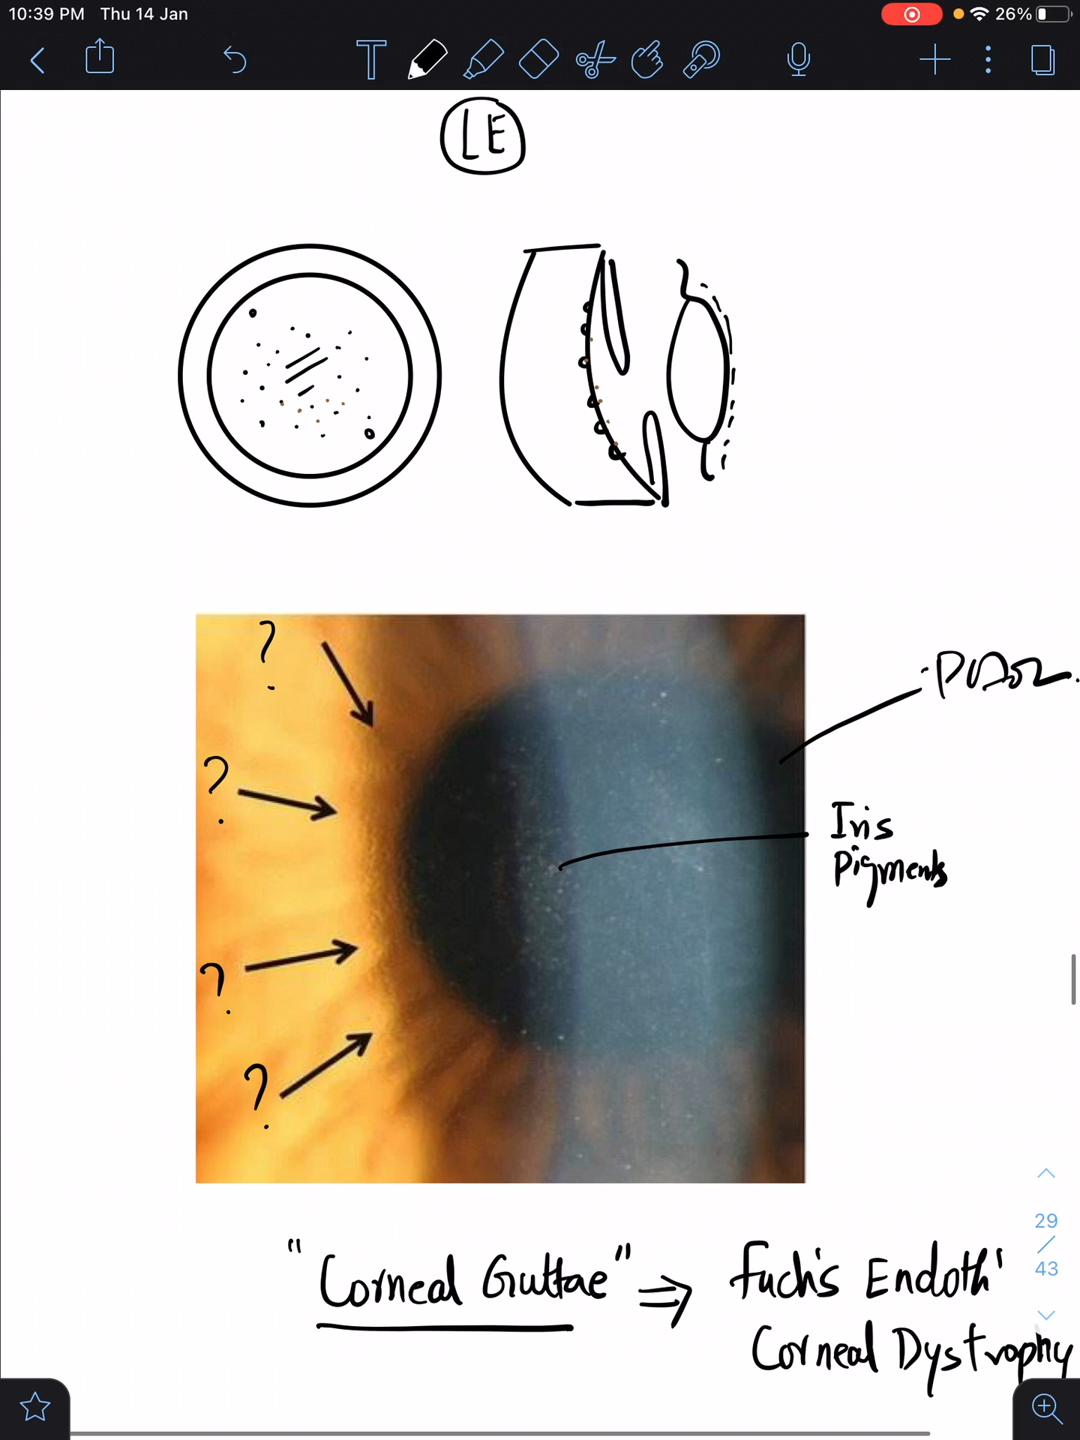 10:39 PM Thu 14 Jan
26%
T
LE
?
?
Iris
Pigments
?
?
29
/
43
"Corneal Guttae" ⇒ Fuch's Endoth'
Corneal Dystrophy